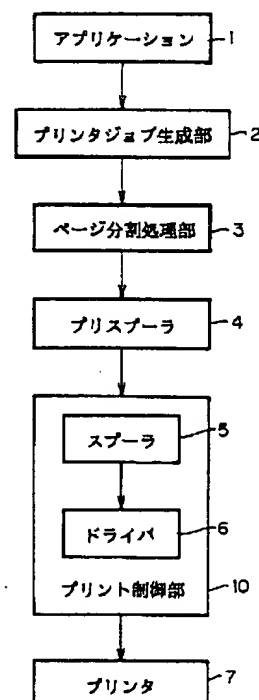 アプリケーション 1
プリンタジョブ生成部 2
ページ分割処理部 3
プリスプーラ 4
スプーラ 5
ドライバ 6
プリント制御部 10
プリンタ 7